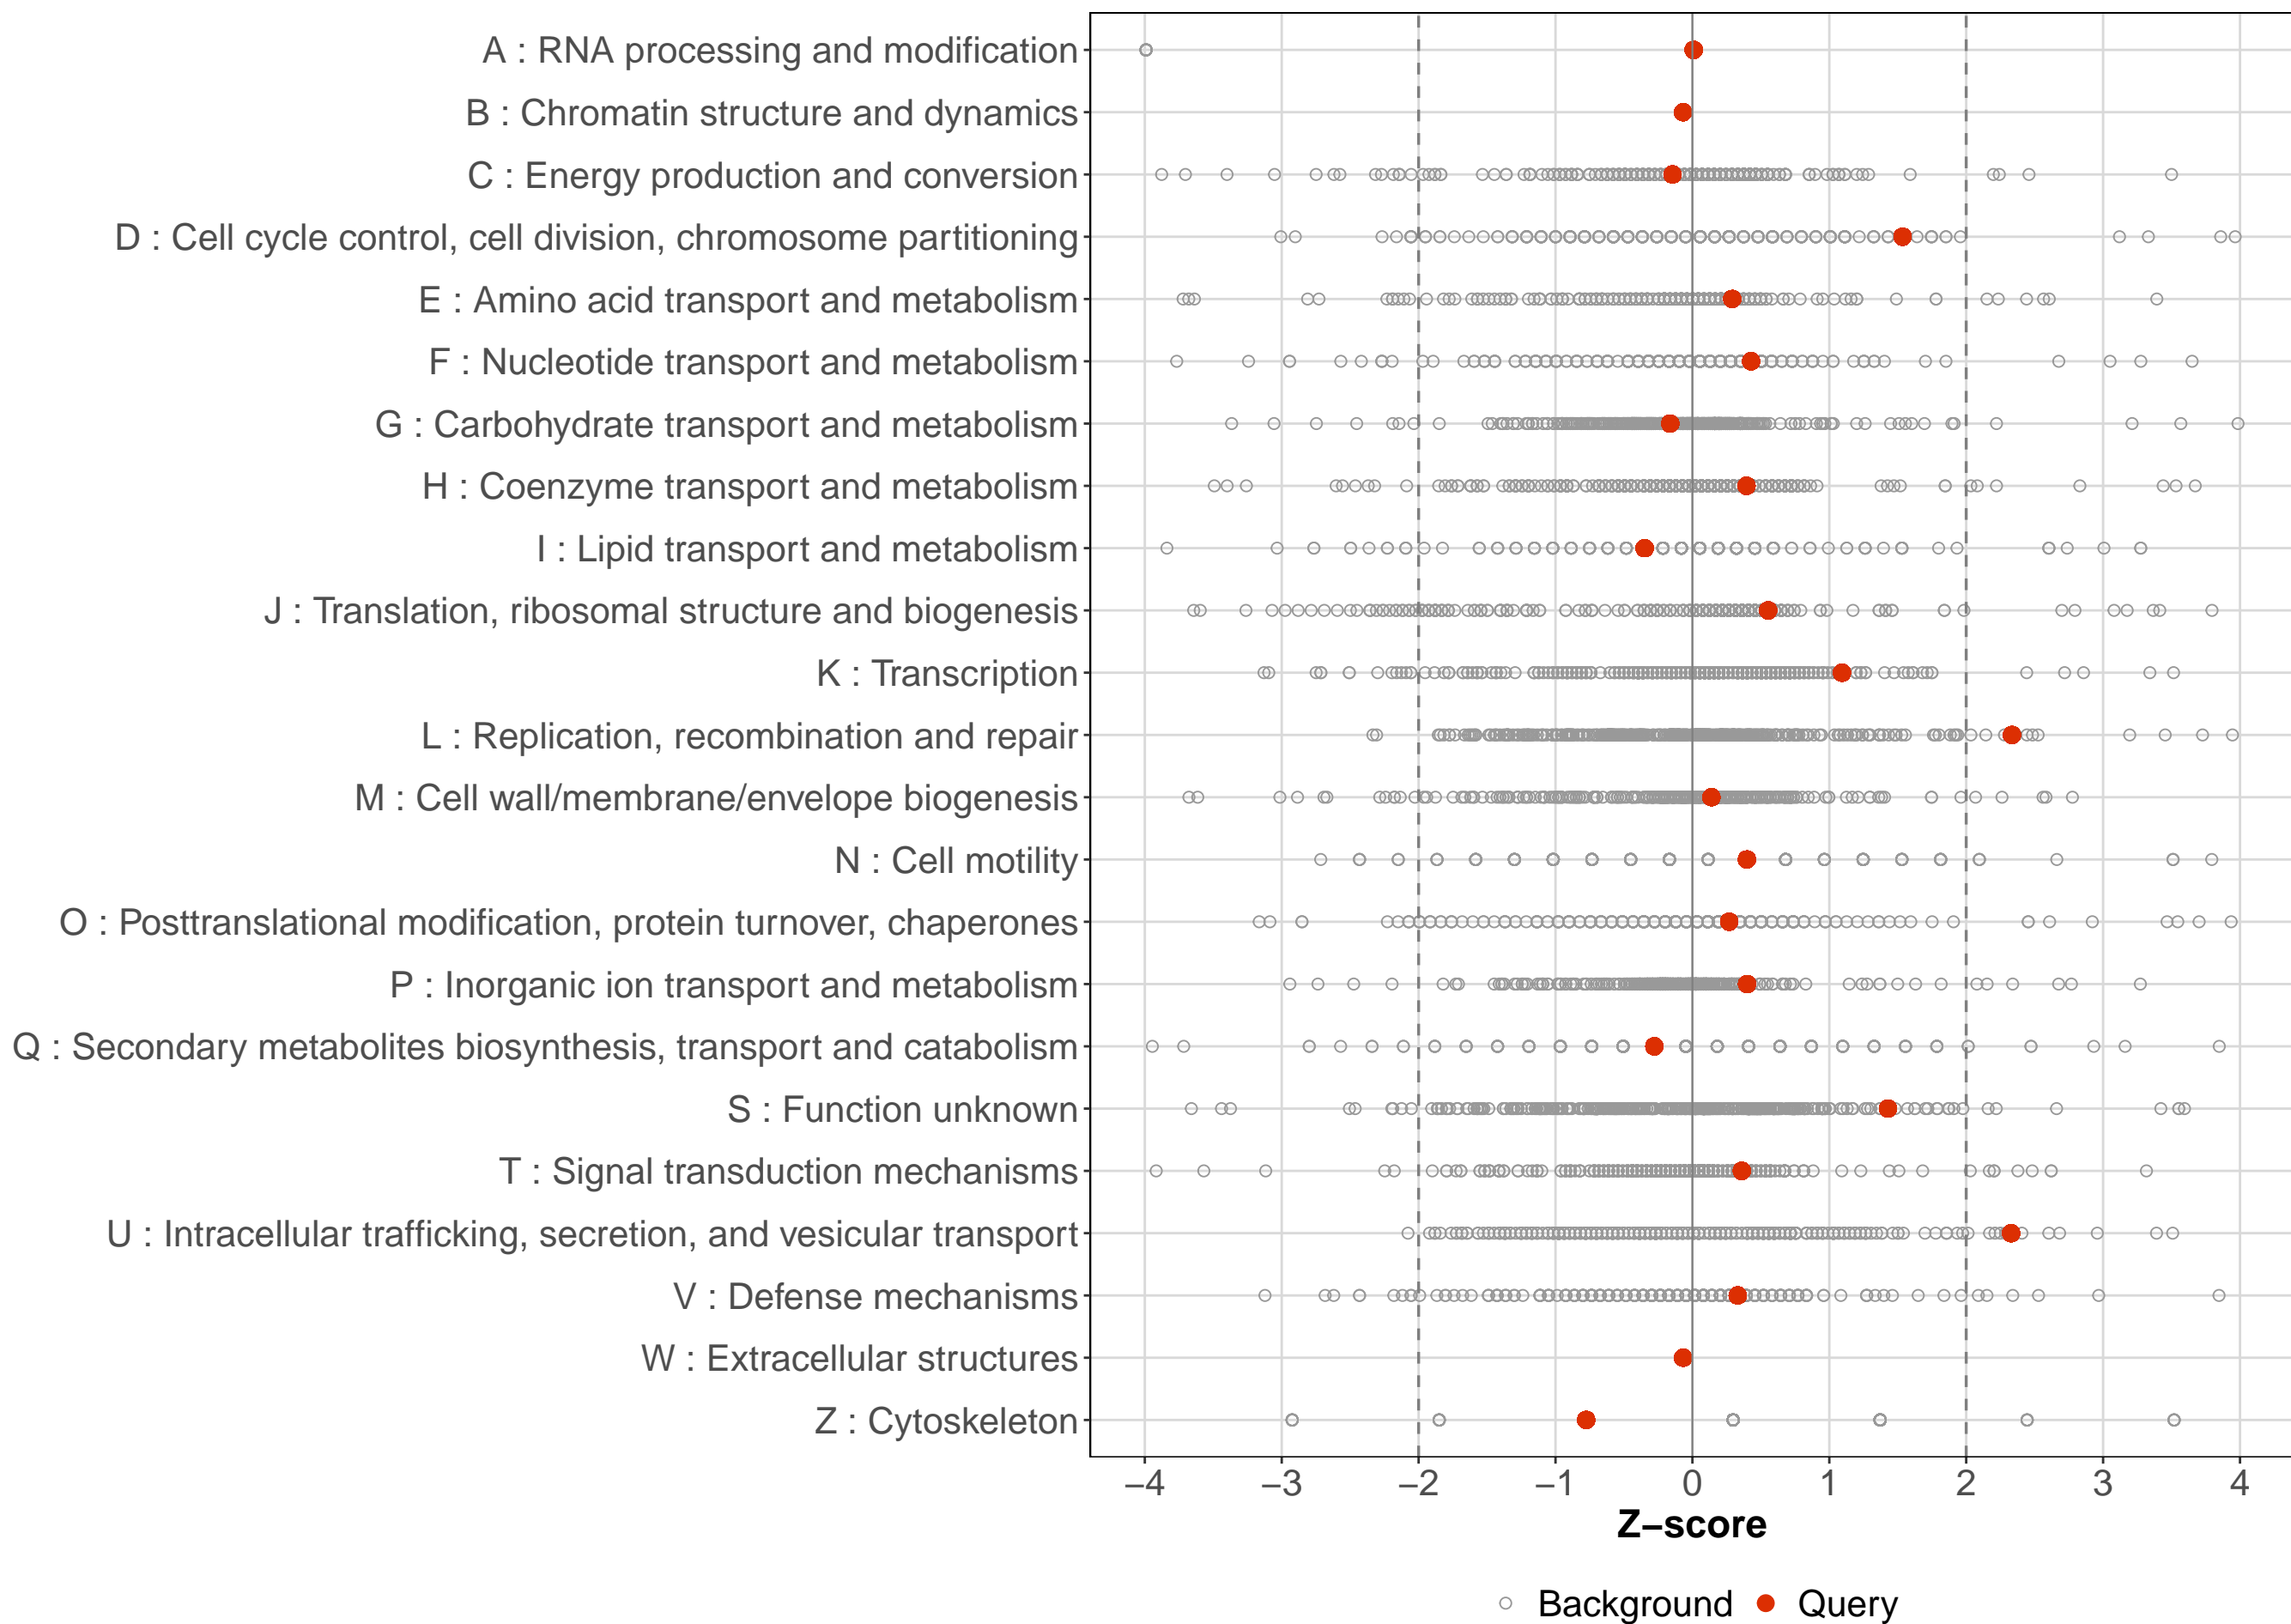 A : RNA processing and modification
B : Chromatin structure and dynamics
C : Energy production and conversion
D : Cell cycle control, cell division, chromosome partitioning
E : Amino acid transport and metabolism
F : Nucleotide transport and metabolism
G : Carbohydrate transport and metabolism
H : Coenzyme transport and metabolism
I : Lipid transport and metabolism
J : Translation, ribosomal structure and biogenesis
K : Transcription
L : Replication, recombination and repair
M : Cell wall/membrane/envelope biogenesis
N : Cell motility
O : Posttranslational modification, protein turnover, chaperones
P : Inorganic ion transport and metabolism
Q : Secondary metabolites biosynthesis, transport and catabolism
S : Function unknown
T : Signal transduction mechanisms
U : Intracellular trafficking, secretion, and vesicular transport
V : Defense mechanisms
W : Extracellular structures
Z : Cytoskeleton
−4 −3 −2 −1 0 1 2 3 4
Z−score
Background Query